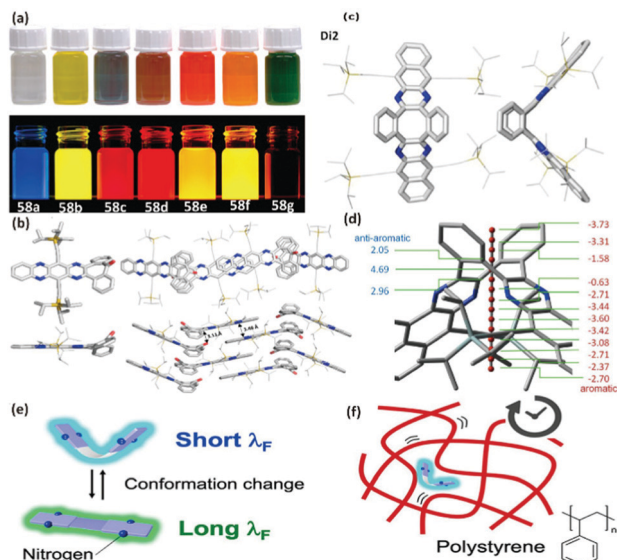 (a)
58a 58b 58c 58d 58e 58f 58g
(b)
3.11Å
(c)
Di2
(d)
anti-aromatic
2.05
4.69
2.96
-3.73
-3.31
-1.58
-0.63
-2.71
-3.44
-3.60
-3.42
-3.08
-2.71
-2.37
-2.70
aromatic
(e)
Short λF
Conformation change
Long λF
Nitrogen
(f)
Polystyrene
n